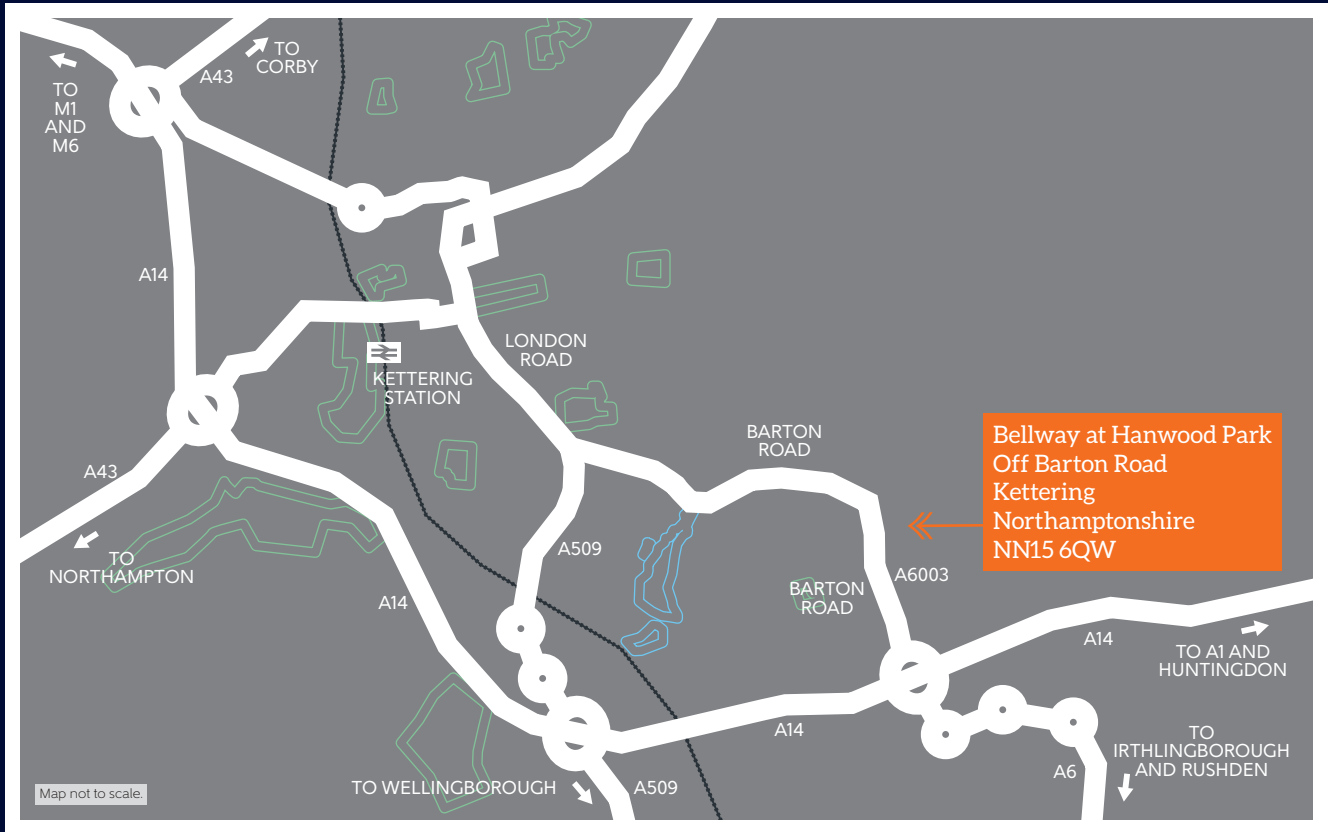 TO
CORBY
A43
TO
M1
AND
M6
A14
LONDON
ROAD
KETTERING
STATION
BARTON
ROAD
Bellway at Hanwood Park
Off Barton Road
Kettering
Northamptonshire
NN15 6QW
A43
TO
NORTHAMPTON
A509
A6003
BARTON
ROAD
A14
A14
TO A1 AND
HUNTINGDON
A14
TO
IRTHLINGBOROUGH
AND RUSHDEN
A6
TO WELLINGBOROUGH
A509
Map not to scale.